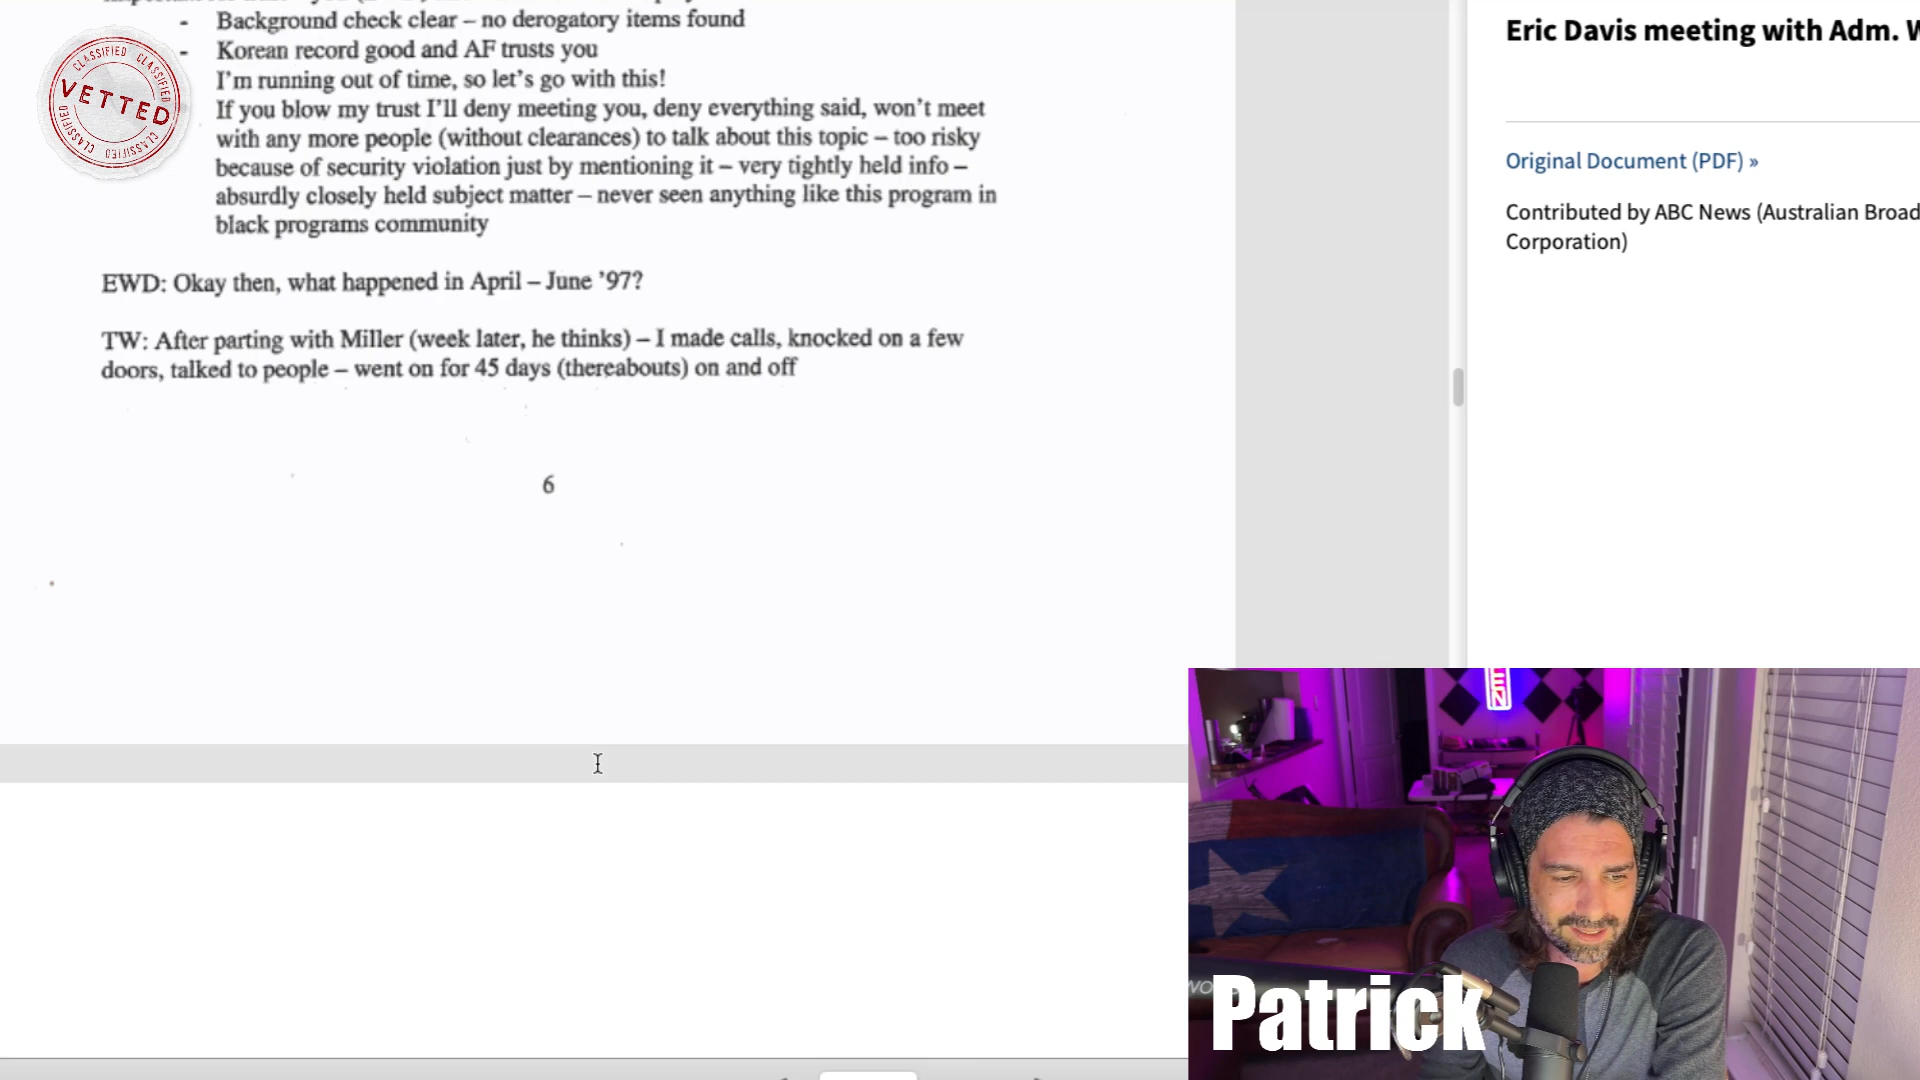 - Background check clear – no derogatory items found
- Korean record good and AF trusts you
I'm running out of time, so let's go with this!
If you blow my trust I'll deny meeting you, deny everything said, won't meet
with any more people (without clearances) to talk about this topic – too risky
because of security violation just by mentioning it – very tightly held info –
absurdly closely held subject matter – never seen anything like this program in
black programs community
EWD: Okay then, what happened in April – June '97?
TW: After parting with Miller (week later, he thinks) – I made calls, knocked on a few
doors, talked to people – went on for 45 days (thereabouts) on and off
6
CLASSIFIED CLASSIFIED
VETTED
CLASSIFIED CLASSIFIED
Eric Davis meeting with Adm. W
Original Document (PDF) »
Contributed by ABC News (Australian Broad
Corporation)
Patrick